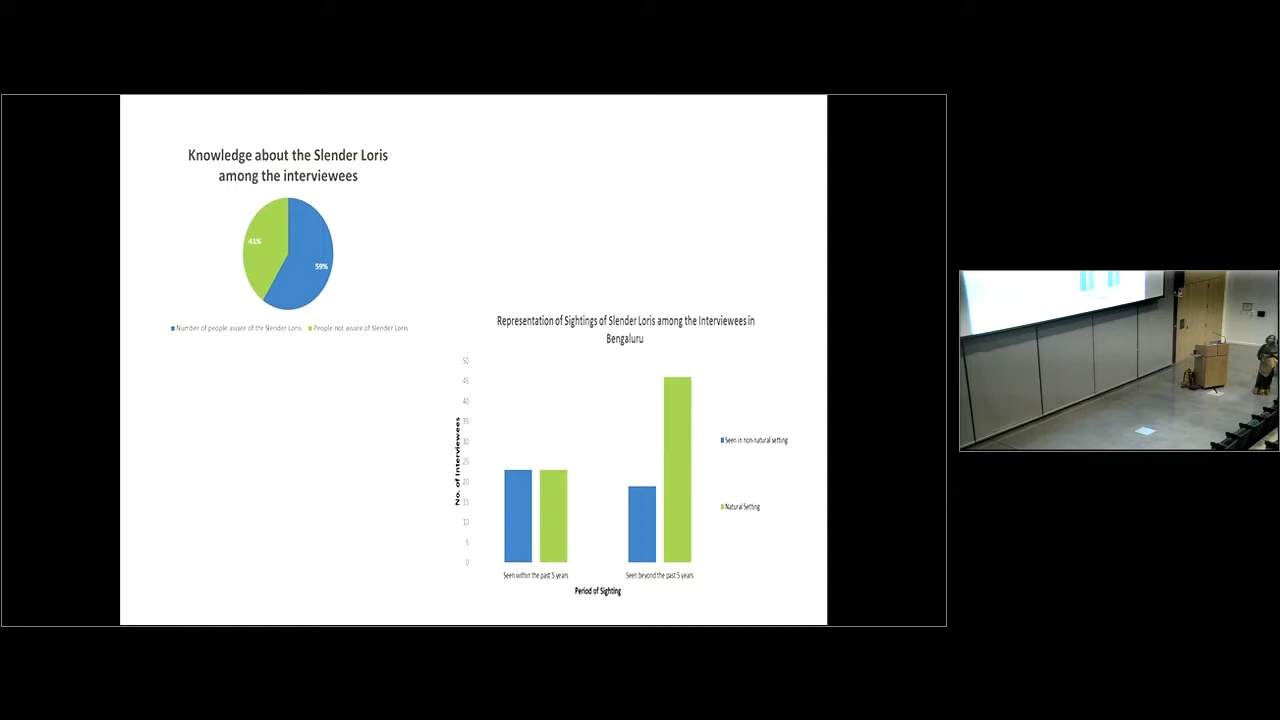 Knowledge about the Slender Loris
among the interviewees
41%
59%
Number of people aware of the Slender Loris
People not aware of Slender Loris
Representation of Sightings of Slender Loris among the Interviewees in
Bengaluru
50
45
40
35
30
25
20
15
10
5
0
No. of Interviewees
Seen in non-natural setting
Natural Setting
Seen within the past 5 years
Seen beyond the past 5 years
Period of Sighting